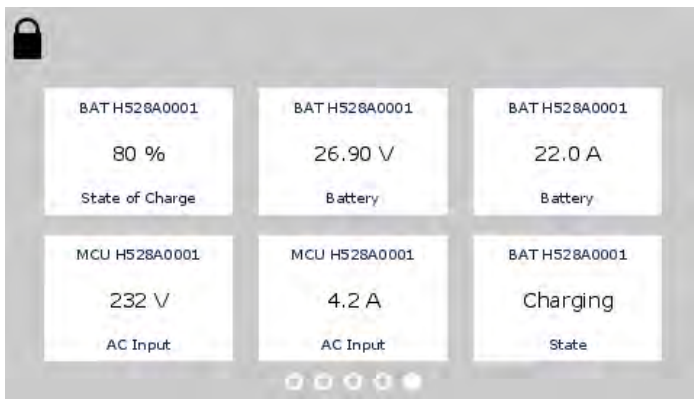 BAT H528A0001
80 %
State of Charge
BAT H528A0001
26.90 V
Battery
BAT H528A0001
22.0 A
Battery
MCU H528A0001
232 V
AC Input
MCU H528A0001
4.2 A
AC Input
BAT H528A0001
Charging
State